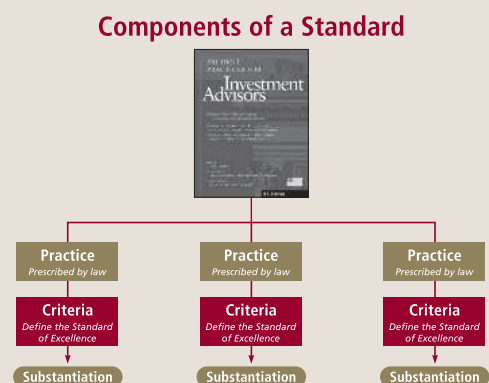 Components of a Standard
Investment
Advisors
Practice
Prescribed by law
Practice
Prescribed by law
Practice
Prescribed by law
Criteria
Define the Standard
of Excellence
Criteria
Define the Standard
of Excellence
Criteria
Define the Standard
of Excellence
Substantiation
Substantiation
Substantiation